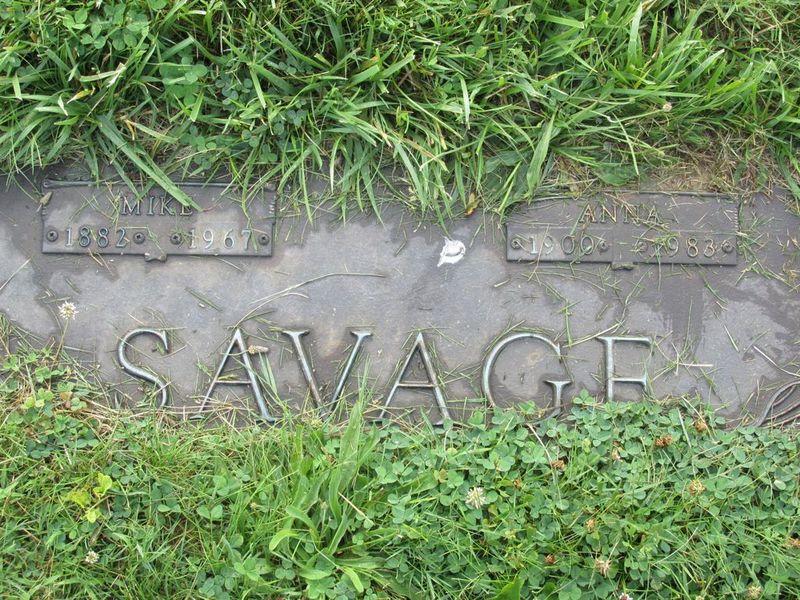 MIKE
1882 1967
ANNA
1900 1983
SAVAGE